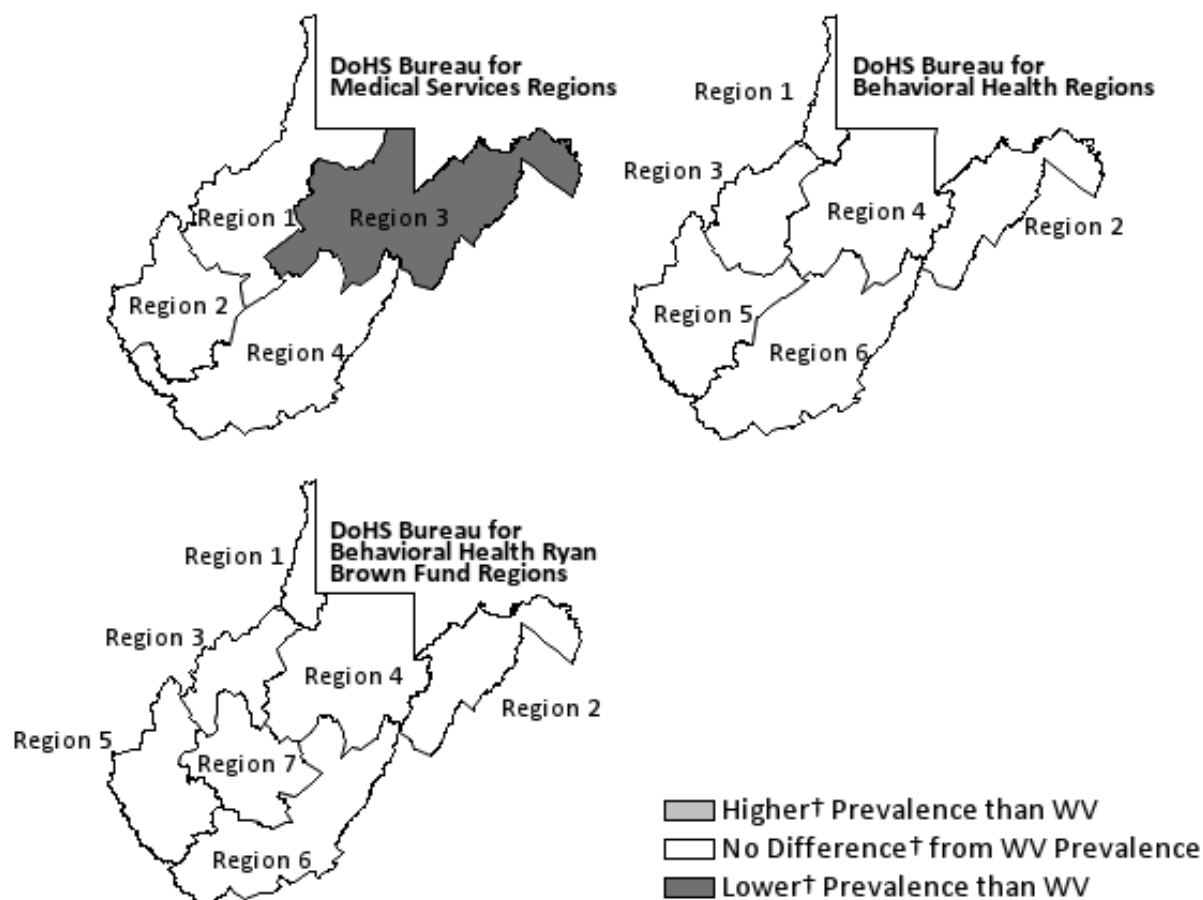 DoHS Bureau for
Medical Services Regions
Region 1
Region 3
Region 2
Region 4
DoHS Bureau for
Behavioral Health Regions
Region 1
Region 3
Region 4
Region 2
Region 5
Region 6
DoHS Bureau for
Behavioral Health Ryan
Brown Fund Regions
Region 1
Region 3
Region 4
Region 2
Region 5
Region 7
Region 6
Higher† Prevalence than WV
No Difference† from WV Prevalence
Lower† Prevalence than WV